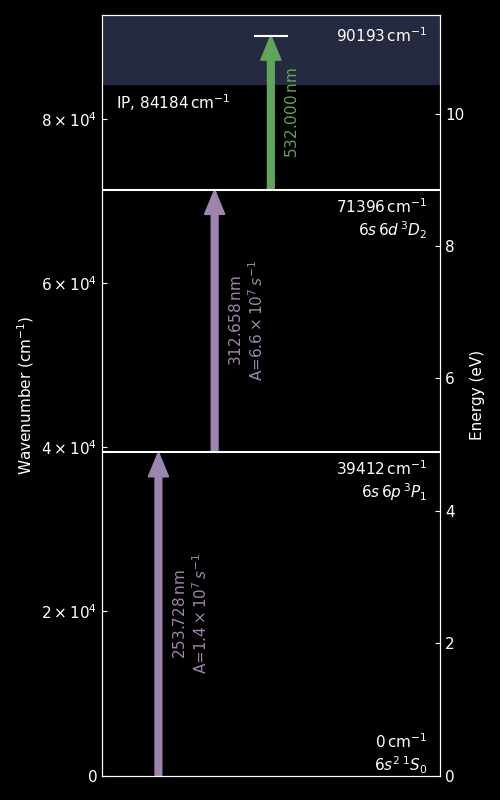 90193 cm⁻¹
IP, 84184 cm⁻¹
532.000 nm
8 × 10⁴
10
71396 cm⁻¹
6s 6d ³D₂
8
6 × 10⁴
312.658 nm
A=6.6 × 10⁷ s⁻¹
6
Wavenumber (cm⁻¹)
Energy (eV)
4 × 10⁴
39412 cm⁻¹
6s 6p ³P₁
4
253.728 nm
A=1.4 × 10⁷ s⁻¹
2 × 10⁴
2
0 cm⁻¹
6s² ¹S₀
0
0